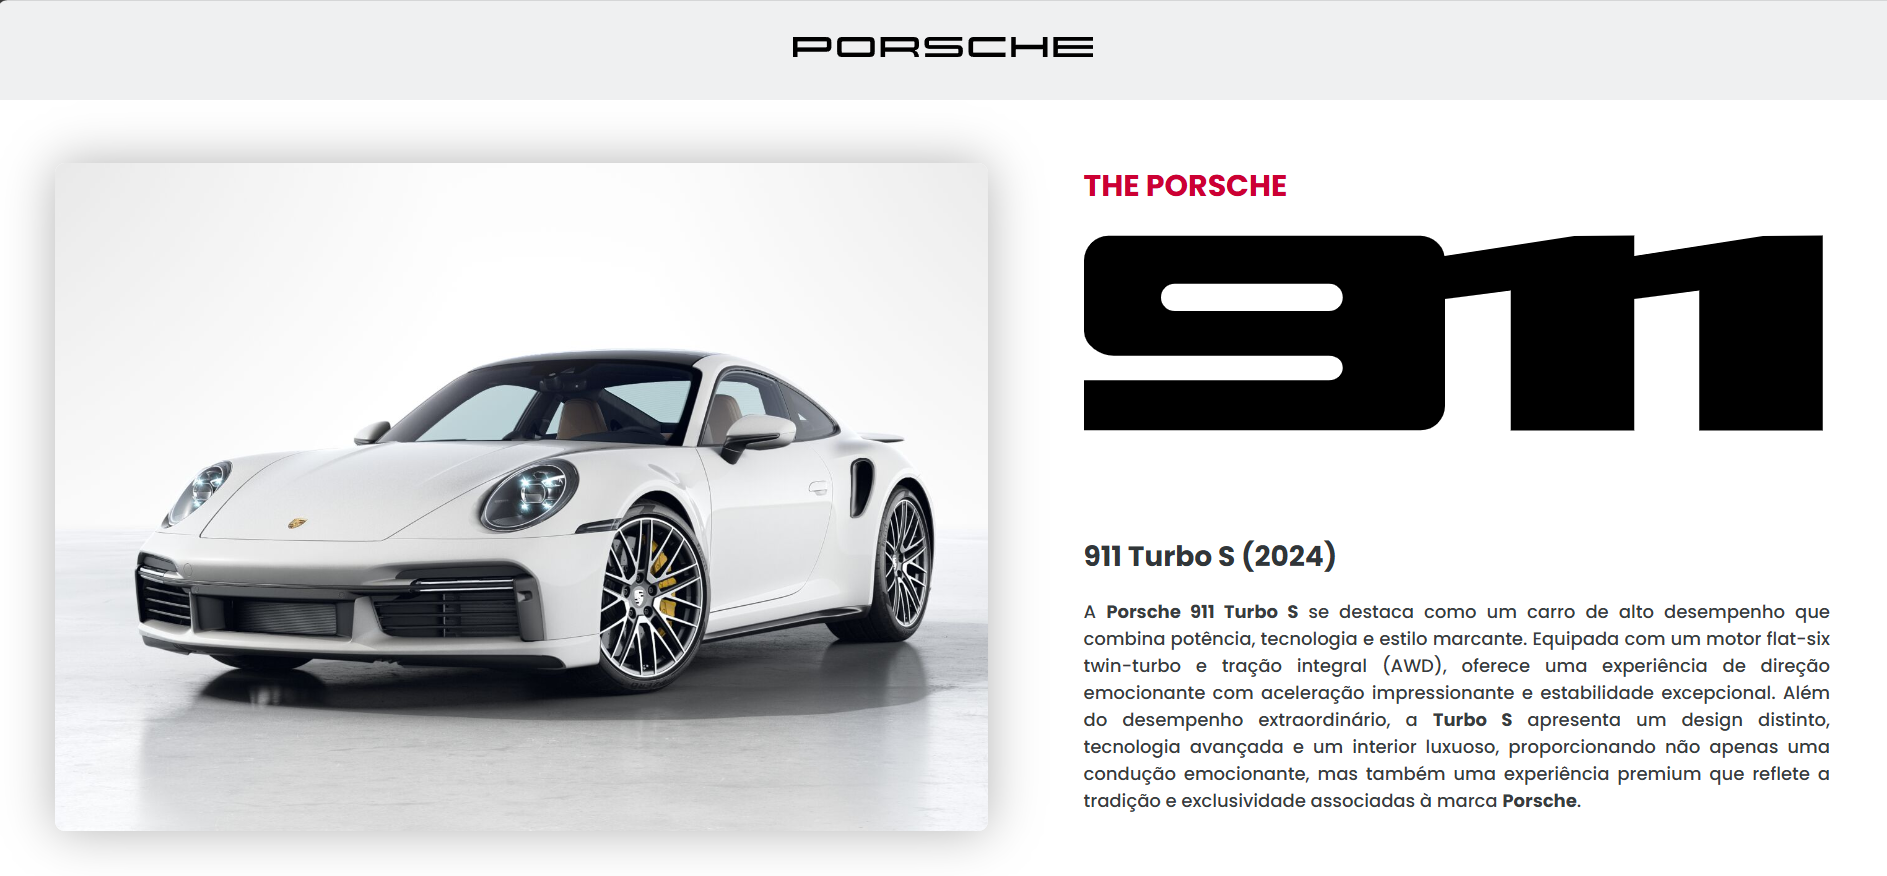 PORSCHE
THE PORSCHE
911
911 Turbo S (2024)
A Porsche 911 Turbo S se destaca como um carro de alto desempenho que
combina potência, tecnologia e estilo marcante. Equipada com um motor flat-six
twin-turbo e tração integral (AWD), oferece uma experiência de direção
emocionante com aceleração impressionante e estabilidade excepcional. Além
do desempenho extraordinário, a Turbo S apresenta um design distinto,
tecnologia avançada e um interior luxuoso, proporcionando não apenas uma
condução emocionante, mas também uma experiência premium que reflete a
tradição e exclusividade associadas à marca Porsche.